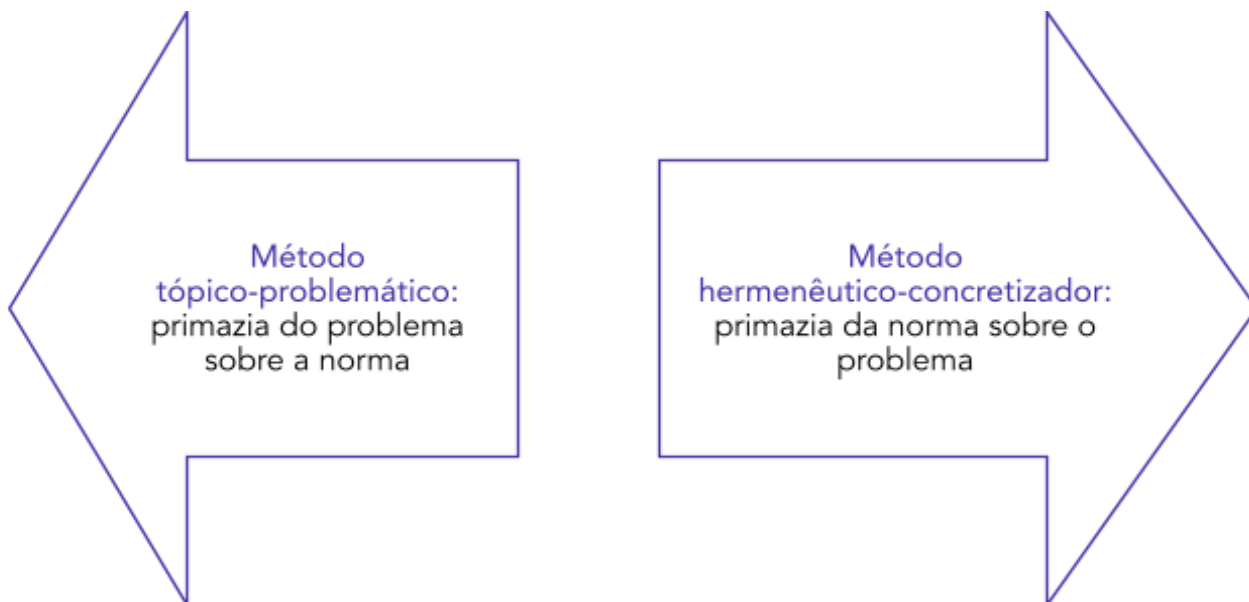 Método
tópico-problemático:
primazia do problema
sobre a norma
Método
hermenêutico-concretizador:
primazia da norma sobre o
problema